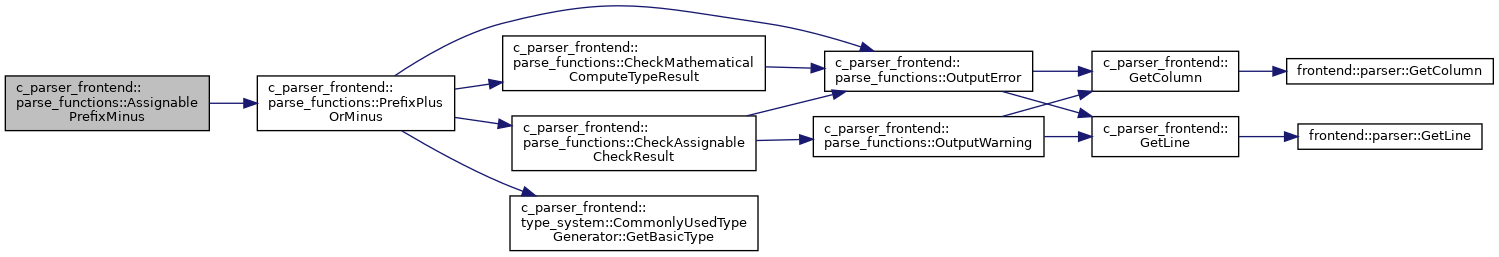 c_parser_frontend::
parse_functions::Assignable
PrefixMinus
c_parser_frontend::
parse_functions::PrefixPlus
OrMinus
c_parser_frontend::
parse_functions::CheckMathematical
ComputeTypeResult
c_parser_frontend::
parse_functions::CheckAssignable
CheckResult
c_parser_frontend::
type_system::CommonlyUsedType
Generator::GetBasicType
c_parser_frontend::
parse_functions::OutputError
c_parser_frontend::
parse_functions::OutputWarning
c_parser_frontend::
GetColumn
c_parser_frontend::
GetLine
frontend::parser::GetColumn
frontend::parser::GetLine